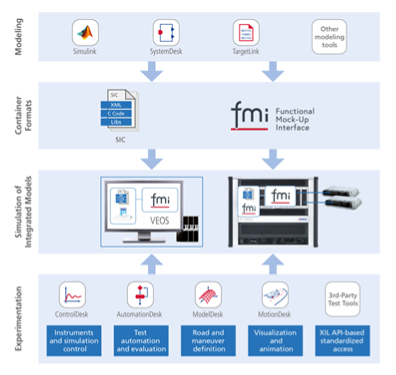 Modeling
Simulink
SystemDesk
TargetLink
Other
modeling
tools
Container
Formats
SIC
XML
C Code
Libs
SIC
fmi
Functional
Mock-Up
Interface
Simulation of
Integrated Models
fmi
VEOS
fmi
fmi
Experimentation
ControlDesk
AutomationDesk
ModelDesk
MotionDesk
3rd-Party
Test Tools
Instruments
and simulation
control
Test
automation
and evaluation
Road and
maneuver
definition
Visualization
and
animation
XIL API-based
standardized
access